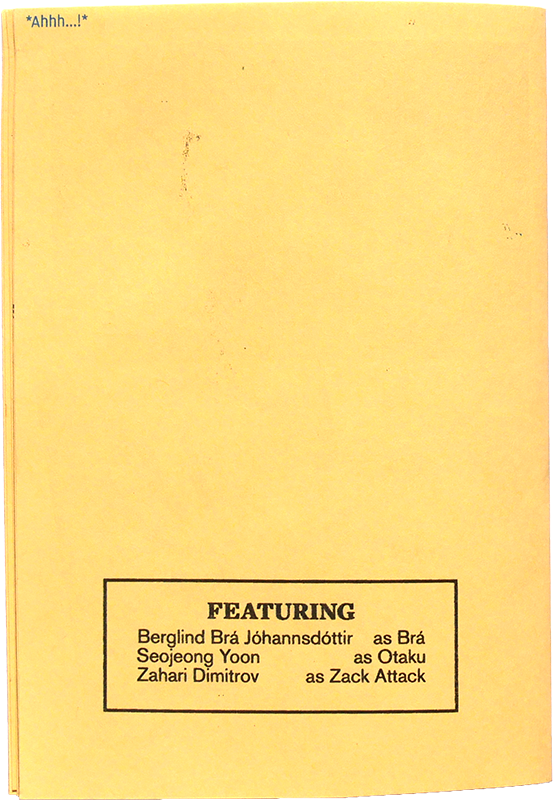 *Ahhh...!*
FEATURING
Berglind Brá Jóhannsdóttir as Brá
Seojeong Yoon as Otaku
Zahari Dimitrov as Zack Attack